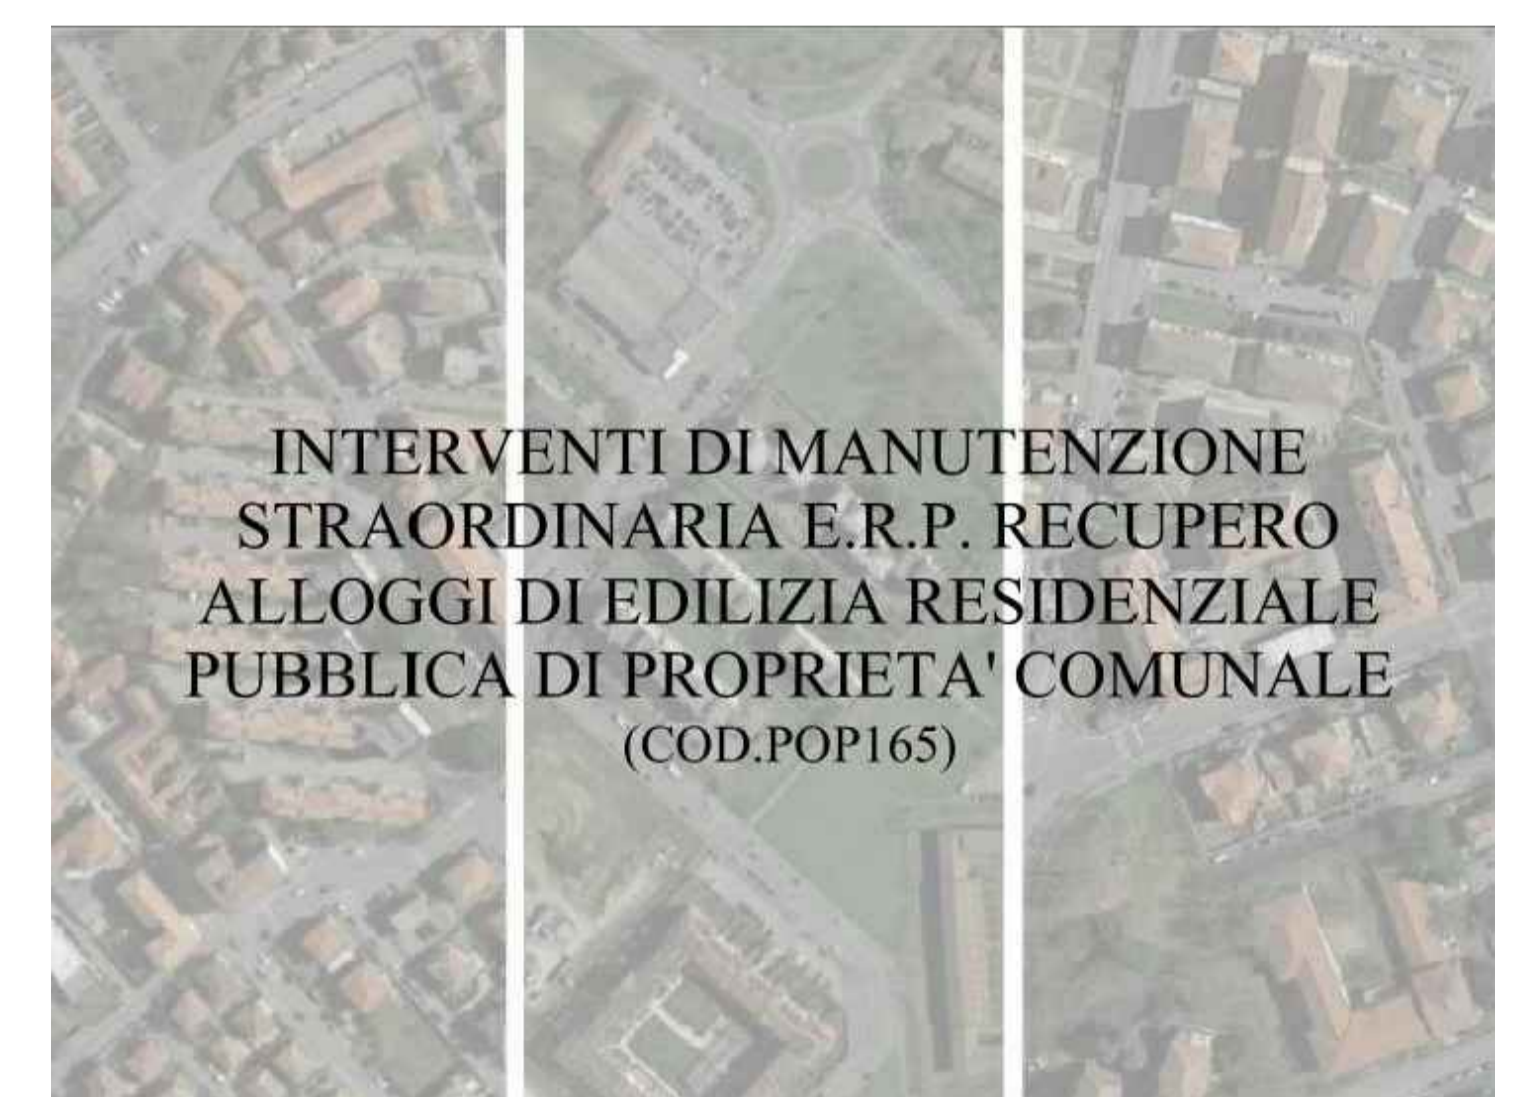 INTERVENTI DI MANUTENZIONE
STRAORDINARIA E.R.P. RECUPERO
ALLOGGI DI EDILIZIA RESIDENZIALE
PUBBLICA DI PROPRIETA' COMUNALE
(COD.POP165)